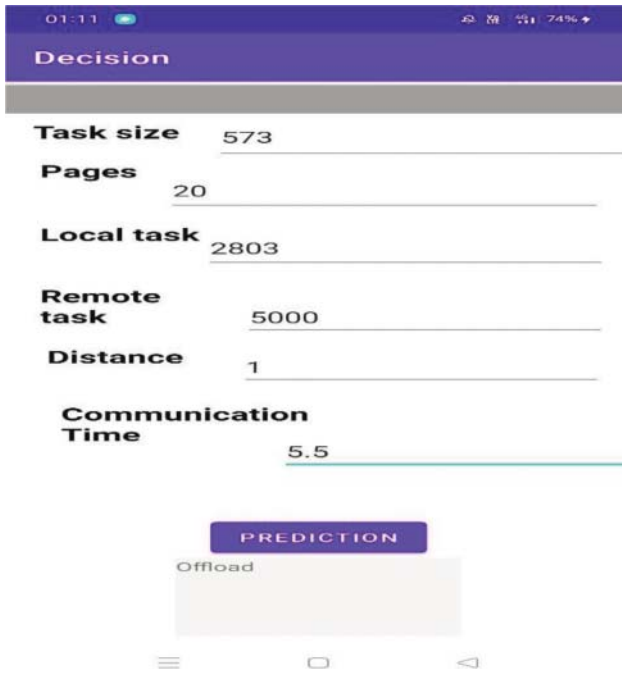 01:11 74%
Decision
Task size 573
Pages
20
Local task 2803
Remote
task 5000
Distance 1
Communication
Time
5.5
PREDICTION
Offload